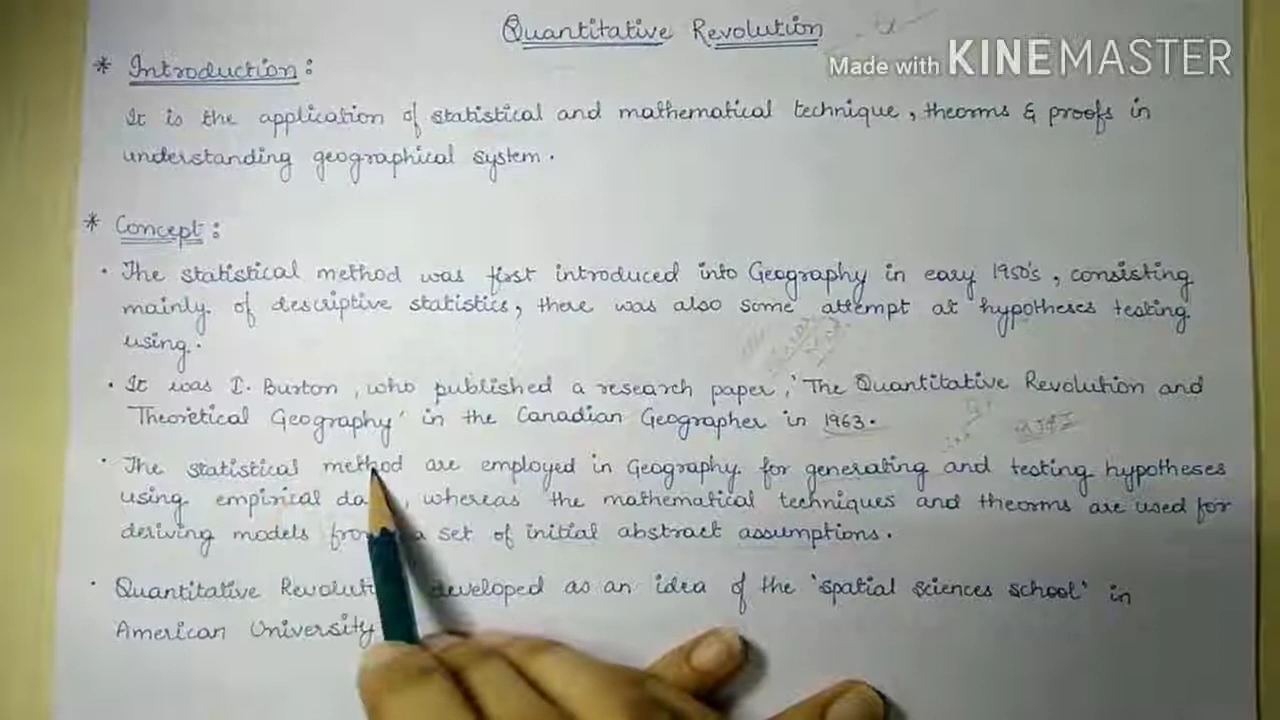 Quantitative Revolution
Made with KINEMASTER
* Introduction:
It is the application of statistical and mathematical technique, theorms & proofs in
understanding geographical system.
* Concept:
• The statistical method was first introduced into Geography in eary 1950's, consisting
mainly of descriptive statistics, there was also some attempt at hypotheses testing
using.
• It was I. Burton, who published a research paper, 'The Quantitative Revolution and
Theoretical Geography' in the Canadian Geographer in 1963.
• The statistical method are employed in Geography for generating and testing hypotheses
using empirical da , whereas the mathematical techniques and theorms are used for
deriving models from a set of initial abstract assumptions.
• Quantitative Revoluti developed as an idea of the 'spatial sciences school' in
American University